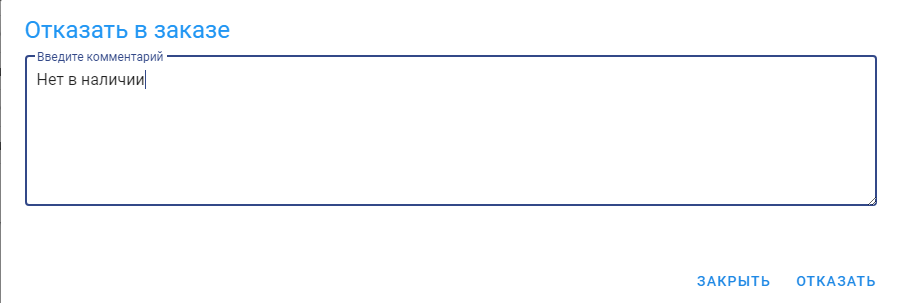 Отказать в заказе
Введите комментарий
Нет в наличии
ЗАКРЫТЬ ОТКАЗАТЬ